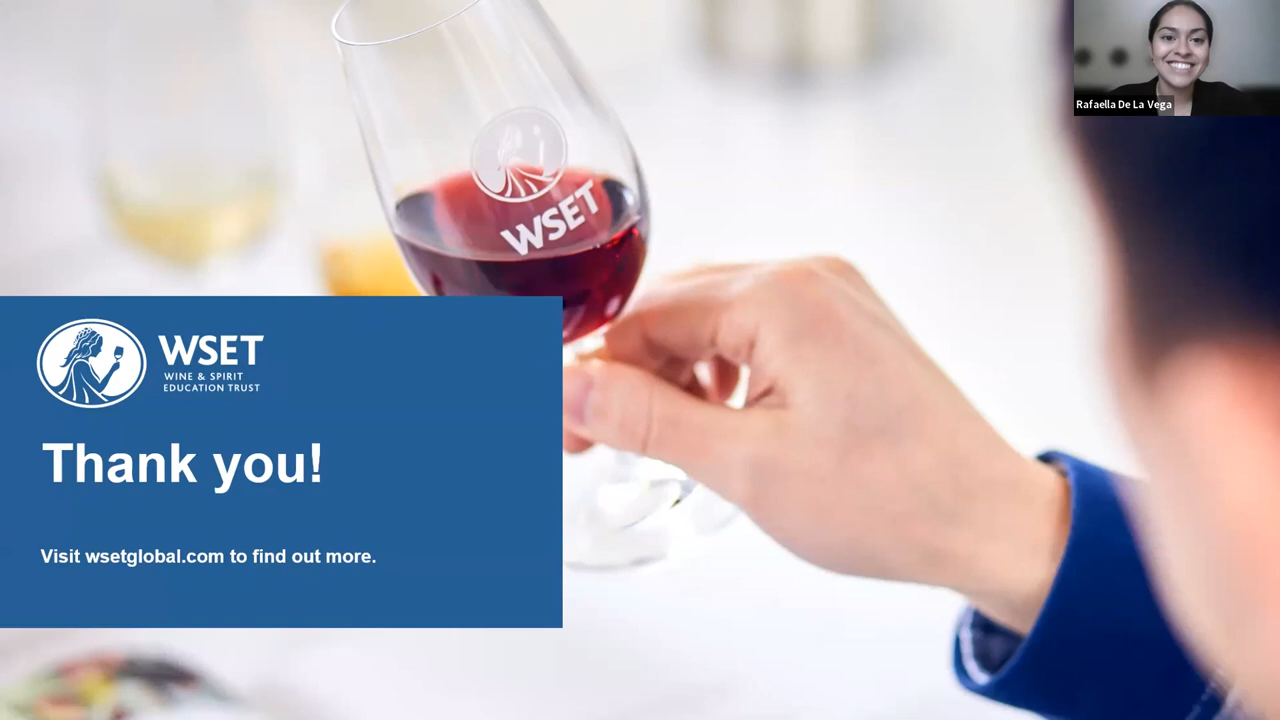 Rafaella De La Vega
WSET
WSET
WINE & SPIRIT
EDUCATION TRUST
Thank you!
Visit wsetglobal.com to find out more.